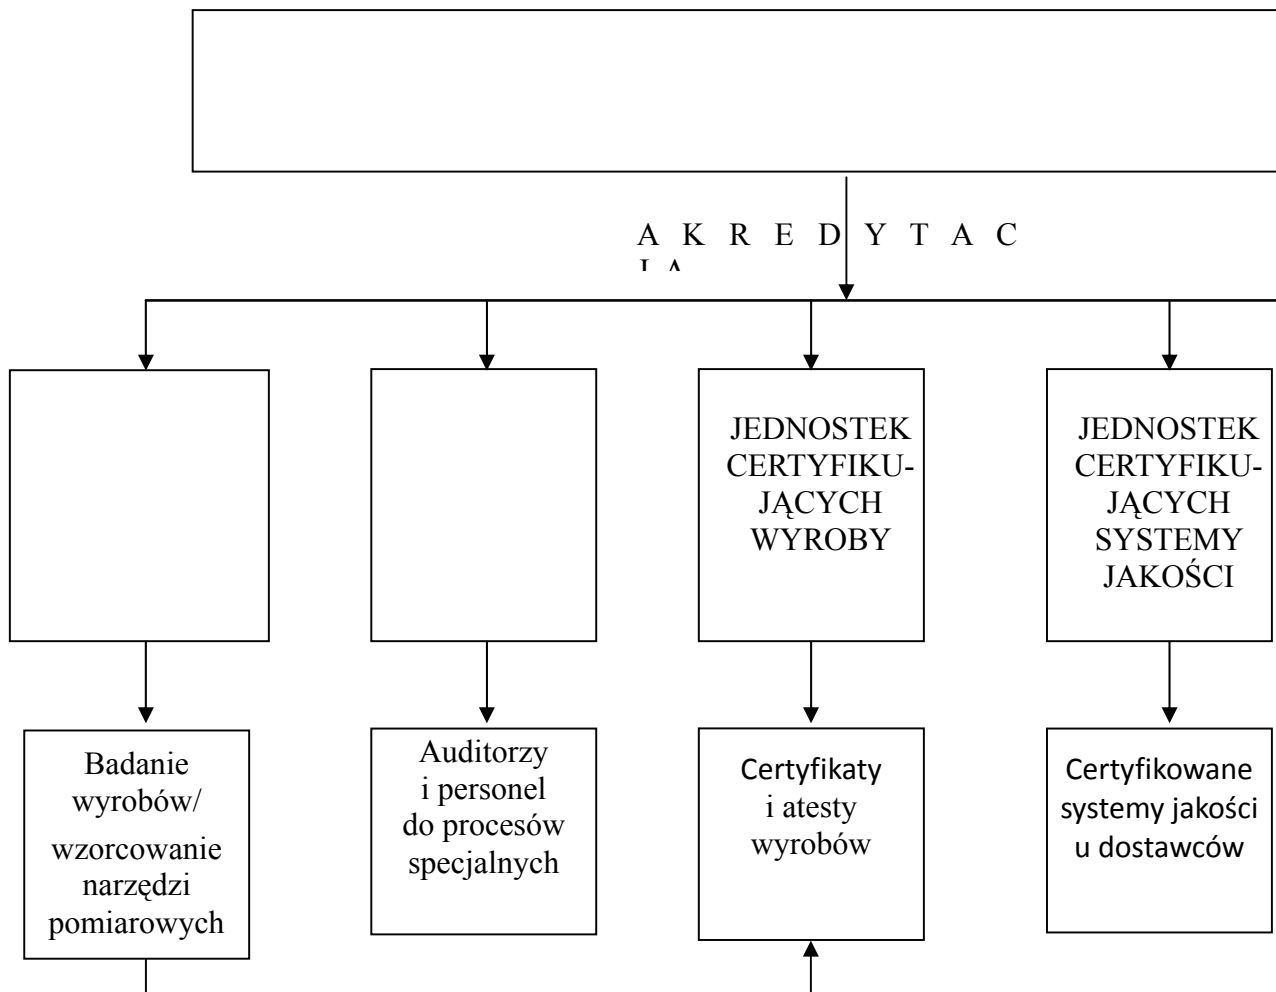 A K R E D Y T A C
JA
JEDNOSTEK
CERTYFIKU-
JĄCYCH
WYROBY
JEDNOSTEK
CERTYFIKU-
JĄCYCH
SYSTEMY
JAKOŚCI
Badanie
wyrobów/
wzorcowanie
narzędzi
pomiarowych
Auditorzy
i personel
do procesów
specjalnych
Certyfikaty
i atesty
wyrobów
Certyfikowane
systemy jakości
u dostawców